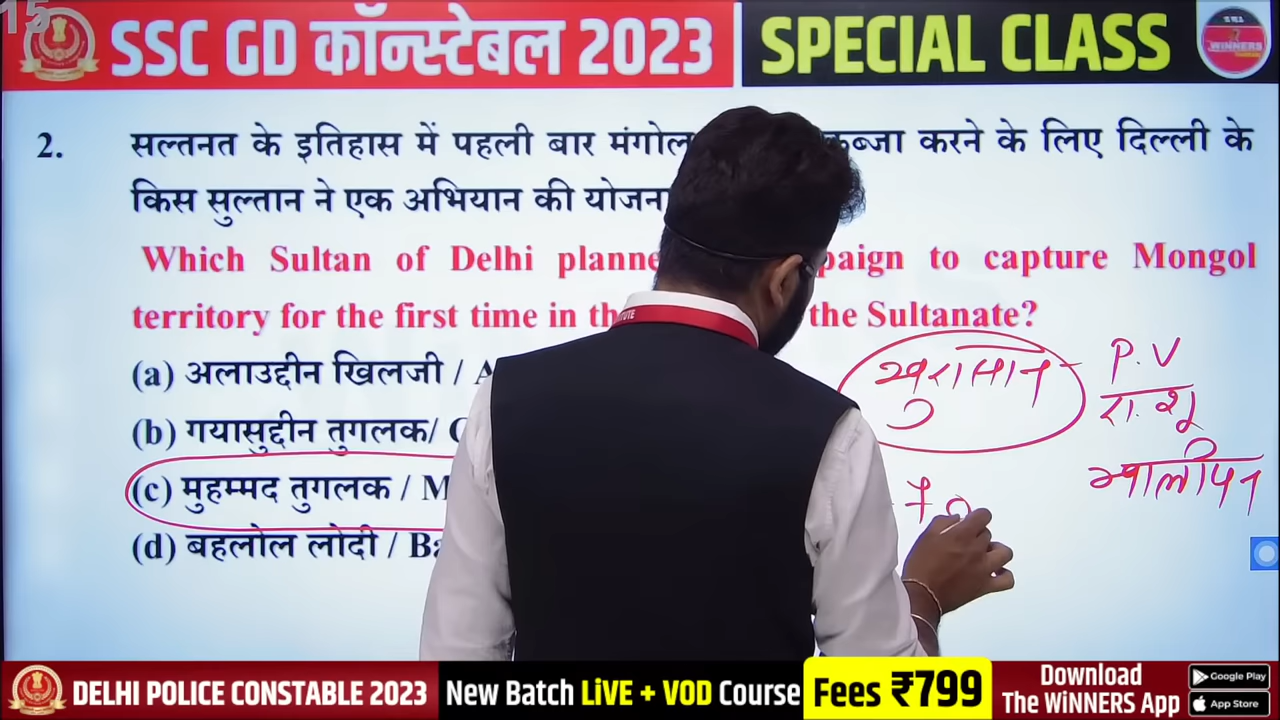 15
SSC GD कॉन्स्टेबल 2023 SPECIAL CLASS
WINNERS
2. सल्तनत के इतिहास में पहली बार मंगोल कब्जा करने के लिए दिल्ली के
किस सुल्तान ने एक अभियान की योजना
Which Sultan of Delhi planne paign to capture Mongol
territory for the first time in th the Sultanate?
(a) अलाउद्दीन खिलजी / A
(b) गयासुद्दीन तुगलक/ G
(c) मुहम्मद तुगलक / M
(d) बहलोल लोदी / Ba
खुरासान
P.V
रा. शू
खालीपन
DELHI POLICE CONSTABLE 2023 New Batch LiVE + VOD Course Fees ₹799 Download
The WiNNERS App
Google Play
App Store